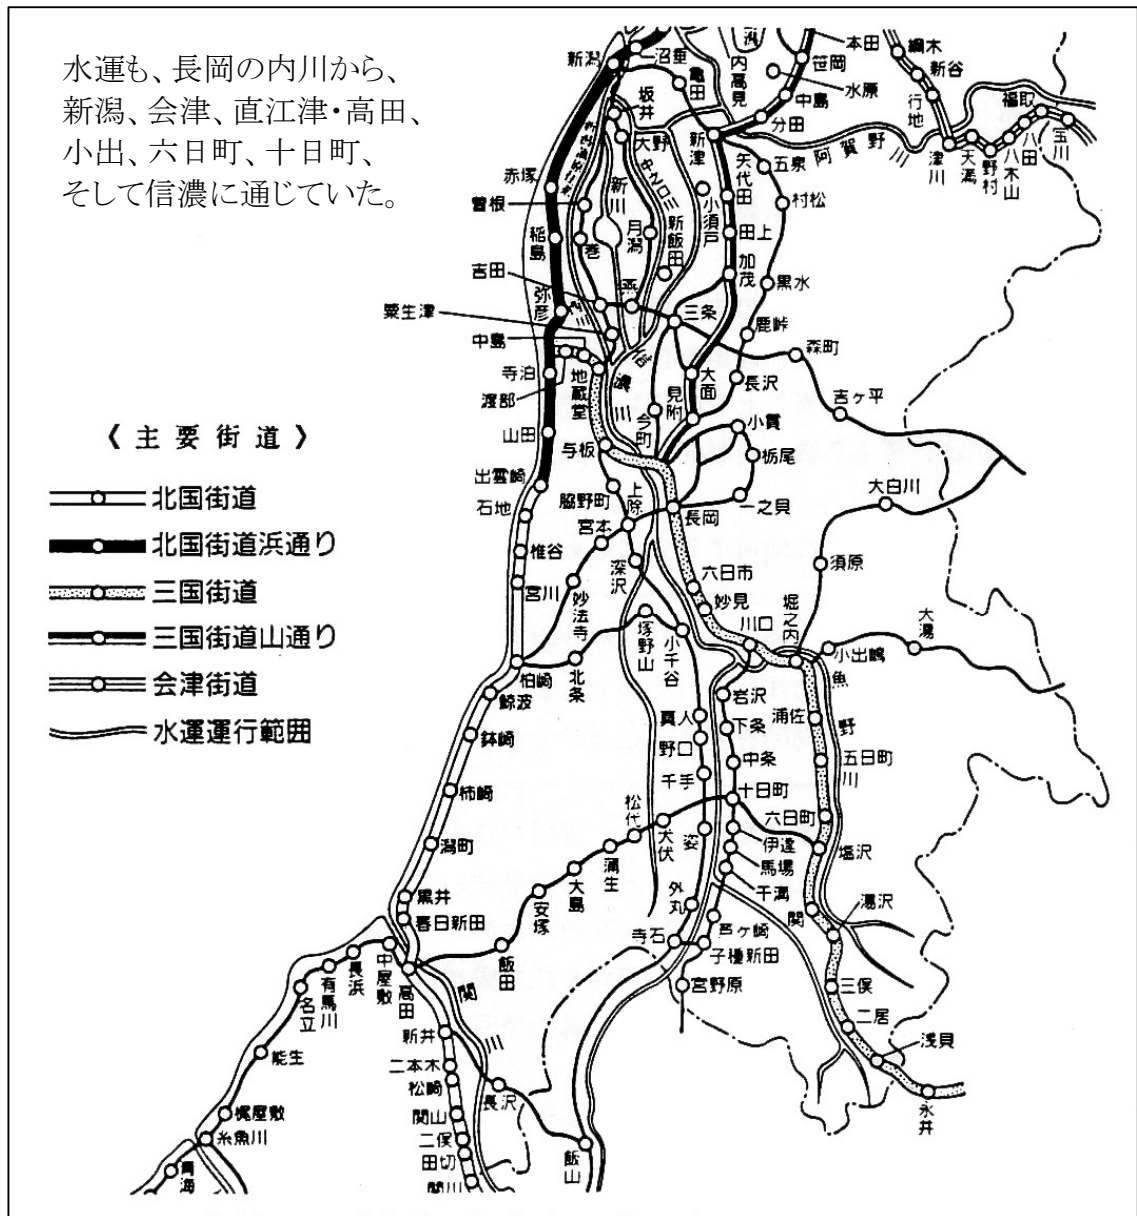 水運も、長岡の内川から、
新潟、会津、直江津・高田、
小出、六日町、十日町、
そして信濃に通じていた。
《 主 要 街 道 》
北国街道
北国街道浜通り
三国街道
三国街道山通り
会津街道
水運運行範囲
新潟
沼垂
亀田
内高見
本田
笹岡
水原
中島
分田
綱木
新谷
行地
福取
八田
宝川
八木山
野村
大満
津川
坂井
大野
新津
阿賀野川
五泉
矢代田
村松
小須戸
田上
加茂
黒水
赤塚
曽根
新川
稲島
巻
月潟
新飯田
吉田
燕
三条
鹿峠
森町
弥彦
粟生津
中島
信濃川
大面
長沢
吉ヶ平
寺泊
渡部
地蔵堂
見附
今町
小貫
山田
与板
栃尾
出雲崎
脇野町
上除
長岡
一之貝
大白川
石地
宮本
椎谷
深沢
六日市
須原
宮川
妙法寺
妙見
川口
堀之内
大湯
塚野山
小千谷
小出嶋
柏崎
北条
魚野川
鯨波
岩沢
真人
下条
浦佐
鉢崎
野口
中条
五日町
柿崎
千手
十日町
六日町
松代
犬伏
姿
伊達
塩沢
潟町
蒲生
馬場
大島
干溝
黒井
安塚
外丸
芦ヶ崎
関
湯沢
春日新田
中屋敷
飯田
寺石
子種新田
長浜
高田
関川
宮野原
三俣
有馬川
名立
新井
二居
浅貝
能生
二本木
松崎
長沢
永井
梶屋敷
関山
糸魚川
二俣
田切
飯山
青海
関川